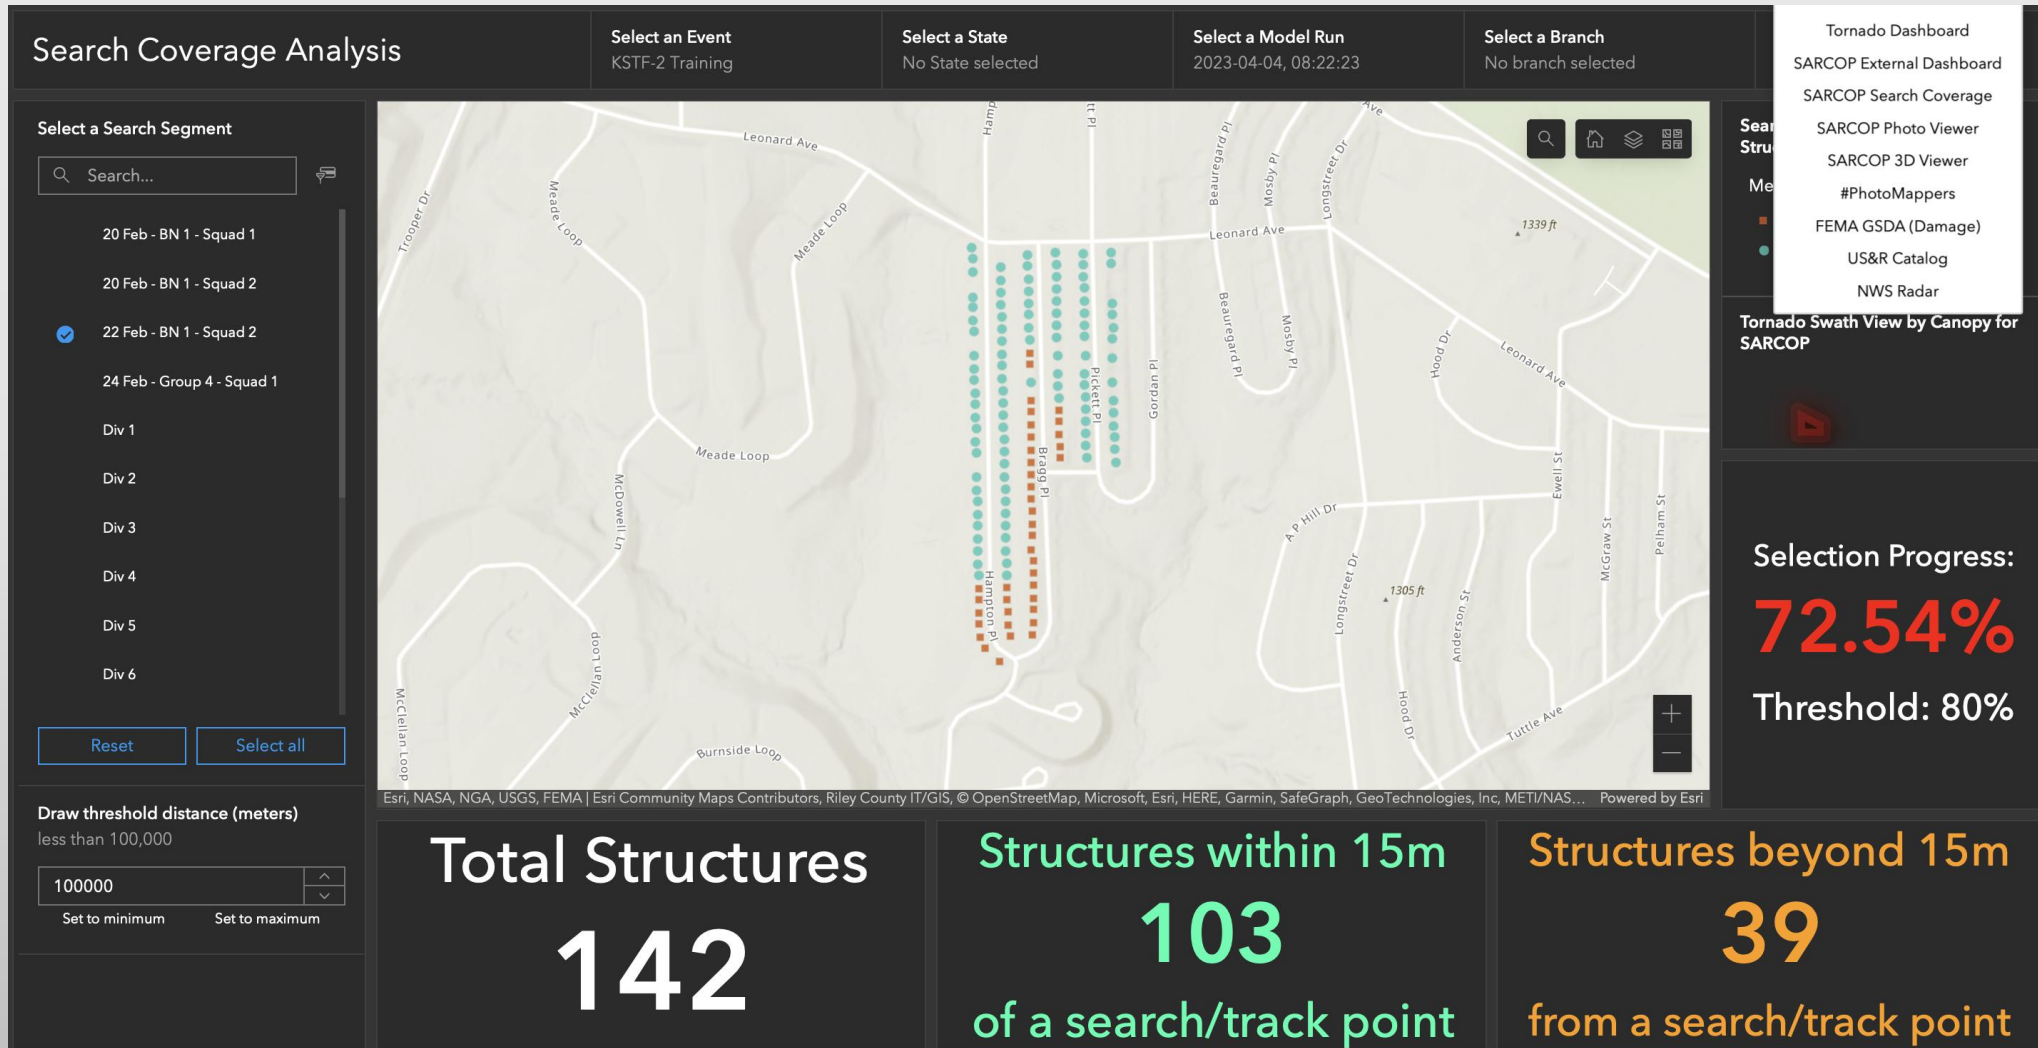 Search Coverage Analysis
Select an Event
KSTF-2 Training
Select a State
No State selected
Select a Model Run
2023-04-04, 08:22:23
Select a Branch
No branch selected
Tornado Dashboard
SARCOP External Dashboard
SARCOP Search Coverage
SARCOP Photo Viewer
SARCOP 3D Viewer
#PhotoMappers
FEMA GSDA (Damage)
US&R Catalog
NWS Radar
Select a Search Segment
Search...
20 Feb - BN 1 - Squad 1
20 Feb - BN 1 - Squad 2
22 Feb - BN 1 - Squad 2
24 Feb - Group 4 - Squad 1
Div 1
Div 2
Div 3
Div 4
Div 5
Div 6
Reset
Select all
Draw threshold distance (meters)
less than 100,000
100000
Set to minimum
Set to maximum
Leonard Ave
Trooper Dr
Meade Loop
Meade Loop
Meade Loop
Hamp
tt Pl
Ave
Beauregard Pl
Mosby Pl
Longstreet Dr
Leonard Ave
1339 ft
Beauregard Pl
Mosby Pl
Hood Dr
Leonard Ave
Pickett Pl
Gordan Pl
Bragg Pl
McDowell Ln
Hampton Pl
A P Hill Dr
Ewell St
McGraw St
Pelham St
Longstreet Dr
1305 ft
Anderson St
McClellan Loop
McClellan Loop
Burnside Loop
Hood Dr
Tuttle Ave
Esri, NASA, NGA, USGS, FEMA | Esri Community Maps Contributors, Riley County IT/GIS, © OpenStreetMap, Microsoft, Esri, HERE, Garmin, SafeGraph, GeoTechnologies, Inc, METI/NAS...
Powered by Esri
Sear
Stru
Me
Tornado Swath View by Canopy for
SARCOP
Selection Progress:
72.54%
Threshold: 80%
Total Structures
142
Structures within 15m
103
of a search/track point
Structures beyond 15m
39
from a search/track point